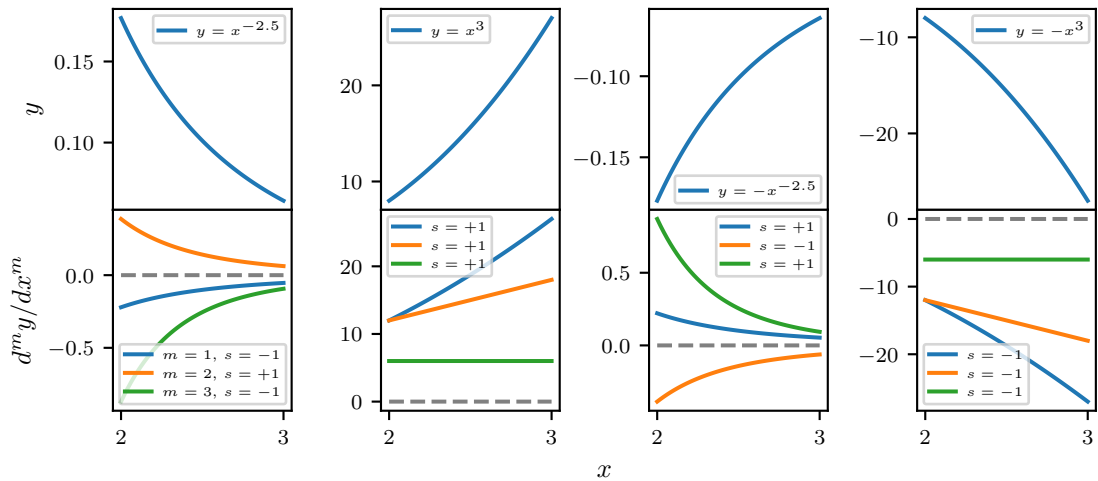 y
0.15
0.10
y = x^{-2.5}
20
10
y = x^3
−0.10
−0.15
y = −x^{-2.5}
−10
−20
y = −x^3
d^m y/dx^m
0.0
−0.5
m = 1, s = −1
m = 2, s = +1
m = 3, s = −1
2 3
20
10
0
s = +1
s = +1
s = +1
2 3
0.5
0.0
s = +1
s = −1
s = +1
2 3
0
−10
−20
s = −1
s = −1
s = −1
2 3
x